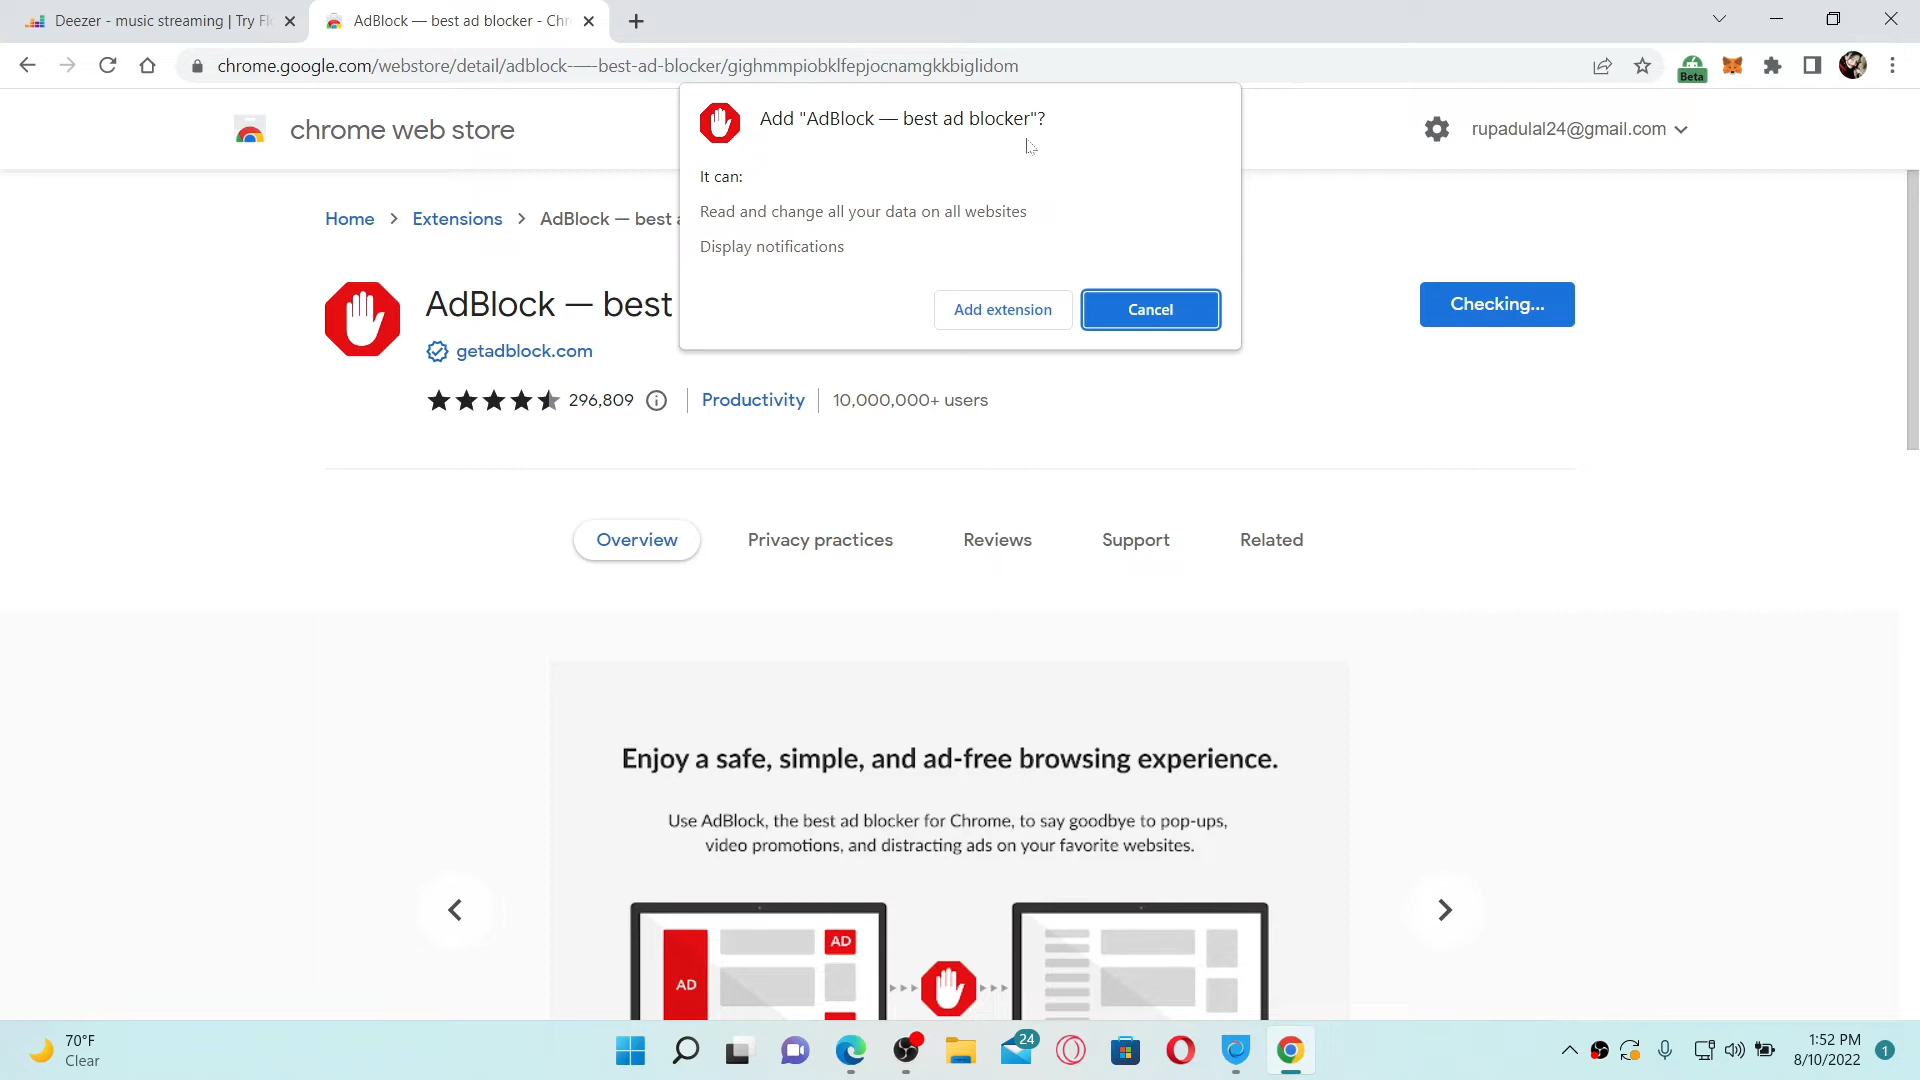 Deezer - music streaming | Try Fl
AdBlock — best ad blocker - Chr
chrome.google.com/webstore/detail/adblock-—-best-ad-blocker/gighmmpiobklfepjocnamgkkbiglidom
Beta
chrome web store
rupadulal24@gmail.com
Add "AdBlock — best ad blocker"?
It can:
Read and change all your data on all websites
Display notifications
Add extension
Cancel
Home
Extensions
AdBlock — best
AdBlock — best
Checking...
getadblock.com
296,809
Productivity
10,000,000+ users
Overview
Privacy practices
Reviews
Support
Related
Enjoy a safe, simple, and ad-free browsing experience.
Use AdBlock, the best ad blocker for Chrome, to say goodbye to pop-ups,
video promotions, and distracting ads on your favorite websites.
AD
AD
70°F
Clear
24
1:52 PM
8/10/2022
1